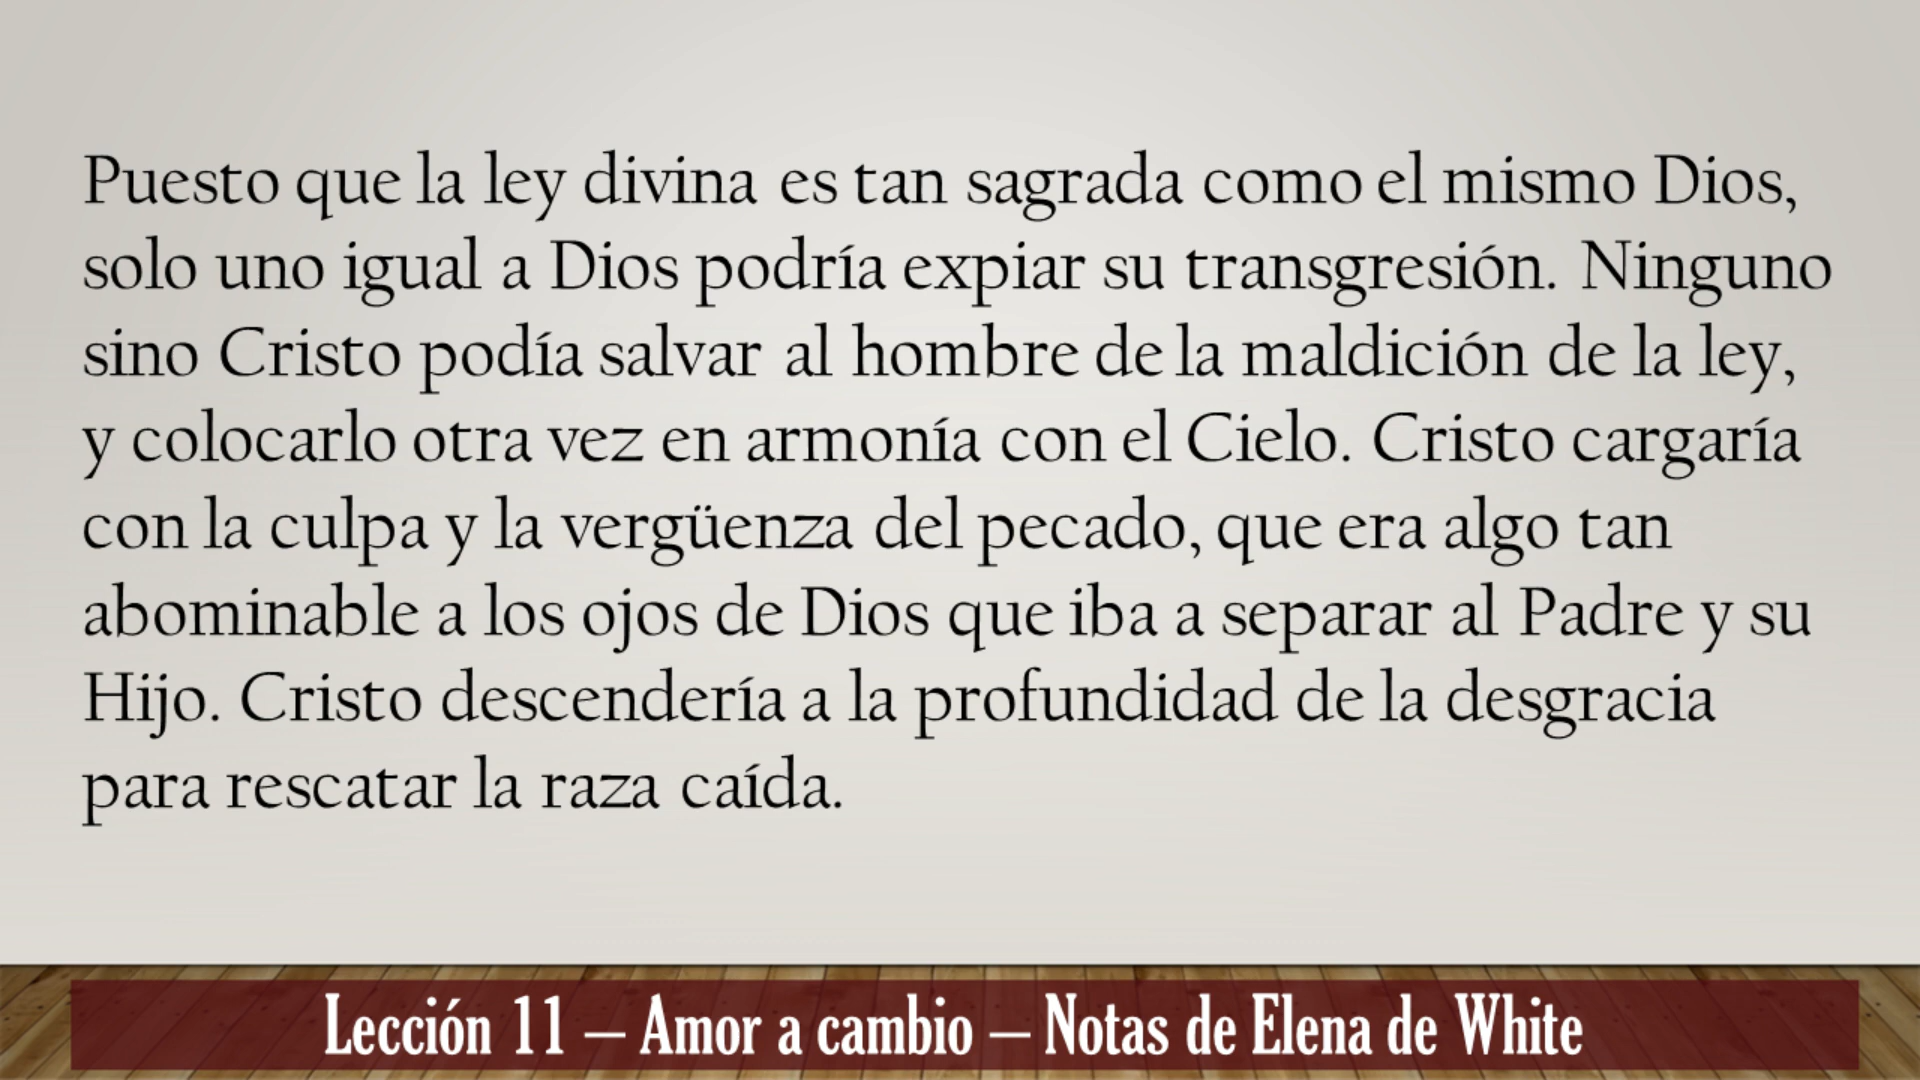 Puesto que la ley divina es tan sagrada como el mismo Dios,
solo uno igual a Dios podría expiar su transgresión. Ninguno
sino Cristo podía salvar al hombre de la maldición de la ley,
y colocarlo otra vez en armonía con el Cielo. Cristo cargaría
con la culpa y la vergüenza del pecado, que era algo tan
abominable a los ojos de Dios que iba a separar al Padre y su
Hijo. Cristo descendería a la profundidad de la desgracia
para rescatar la raza caída.
Lección 11 – Amor a cambio – Notas de Elena de White